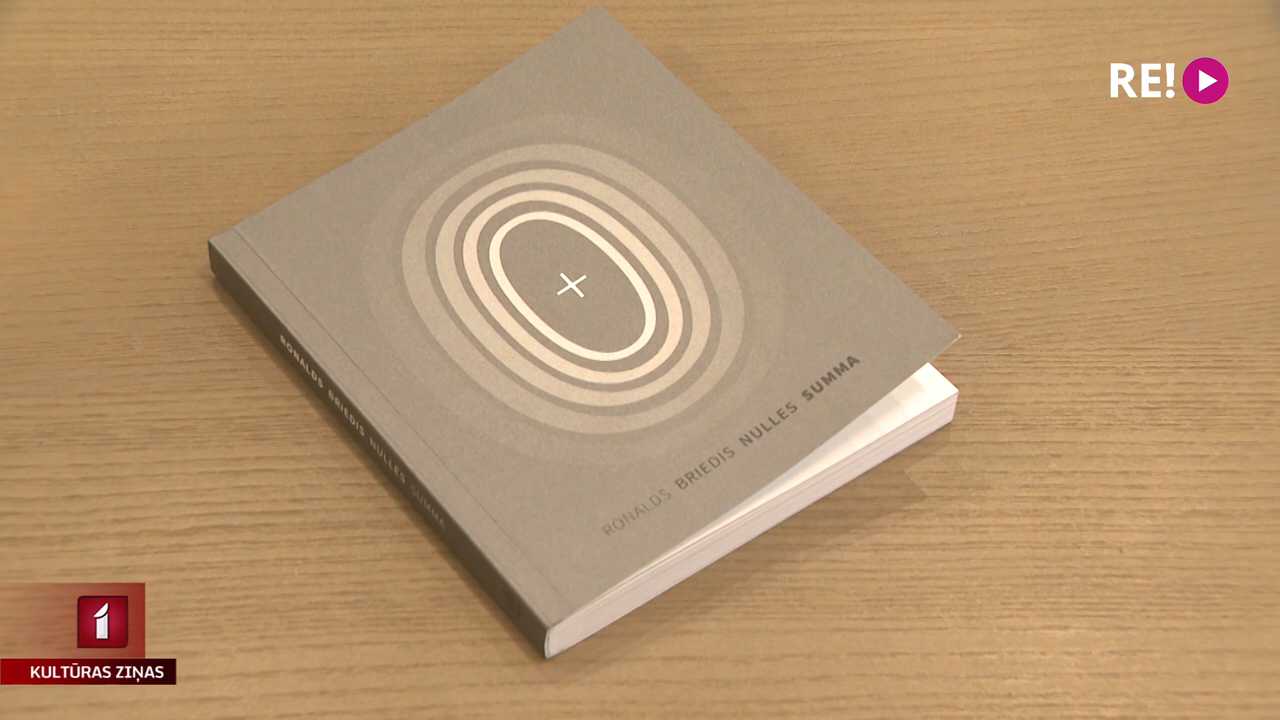 RE!
RONALDS BRIEDIS NULLES SUMMA
RONALDS BRIEDIS NULLES SUMMA
1
KULTŪRAS ZIŅAS